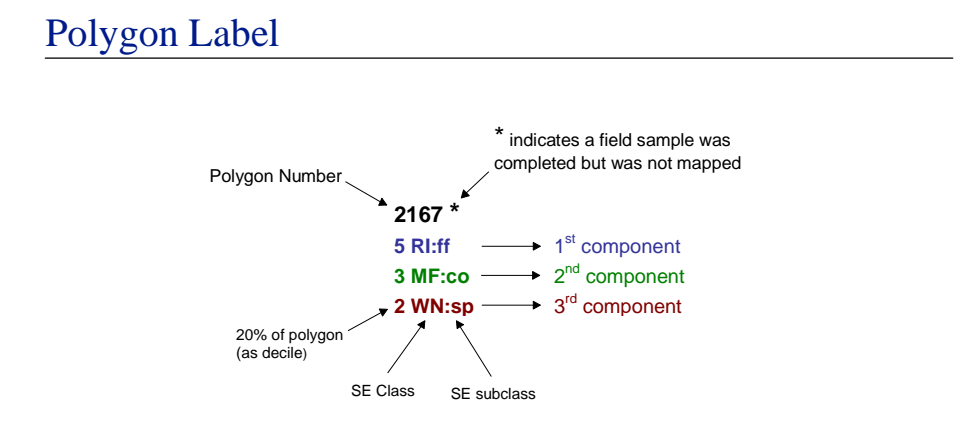 Polygon Label
* indicates a field sample was
completed but was not mapped
Polygon Number
2167 *
5 RI:ff 1st component
3 MF:co 2nd component
2 WN:sp 3rd component
20% of polygon
(as decile)
SE Class
SE subclass